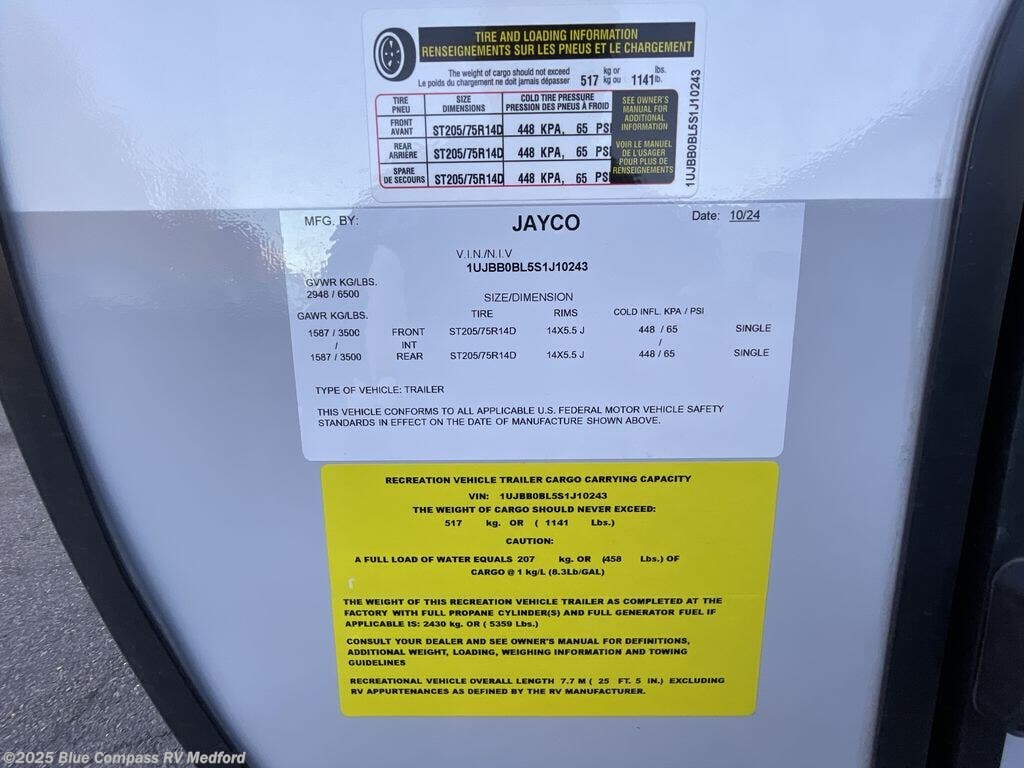 TIRE AND LOADING INFORMATION
RENSEIGNEMENTS SUR LES PNEUS ET LE CHARGEMENT
The weight of cargo should not exceed 517 kg or 1141 lbs.
Le poids du chargement ne doit jamais dépasser kg ou lb.
TIRE PNEU SIZE DIMENSIONS COLD TIRE PRESSURE PRESSION DES PNEUS À FROID
FRONT AVANT ST205/75R14D 448 KPA, 65 PSI
REAR ARRIÈRE ST205/75R14D 448 KPA, 65 PSI
SPARE DE SECOURS ST205/75R14D 448 KPA, 65 PS
SEE OWNER'S
MANUAL FOR
ADDITIONAL
INFORMATION
VOIR LE MANUEL
DE L'USAGER
POUR PLUS DE
RENSEIGNEMENTS
1UJBB0BL5S1J10243
MFG. BY: JAYCO Date: 10/24
V.I.N./N.I.V
1UJBB0BL5S1J10243
GVWR KG/LBS.
2948 / 6500
SIZE/DIMENSION
GAWR KG/LBS. TIRE RIMS COLD INFL. KPA / PSI
1587 / 3500 FRONT ST205/75R14D 14X5.5 J 448 / 65 SINGLE
/ INT /
1587 / 3500 REAR ST205/75R14D 14X5.5 J 448 / 65 SINGLE
TYPE OF VEHICLE: TRAILER
THIS VEHICLE CONFORMS TO ALL APPLICABLE U.S. FEDERAL MOTOR VEHICLE SAFETY
STANDARDS IN EFFECT ON THE DATE OF MANUFACTURE SHOWN ABOVE.
RECREATION VEHICLE TRAILER CARGO CARRYING CAPACITY
VIN: 1UJBB0BL5S1J10243
THE WEIGHT OF CARGO SHOULD NEVER EXCEED:
517 kg. OR ( 1141 Lbs.)
CAUTION:
A FULL LOAD OF WATER EQUALS 207 kg. OR (458 Lbs.) OF
CARGO @ 1 kg/L (8.3Lb/GAL)
THE WEIGHT OF THIS RECREATION VEHICLE TRAILER AS COMPLETED AT THE
FACTORY WITH FULL PROPANE CYLINDER(S) AND FULL GENERATOR FUEL IF
APPLICABLE IS: 2430 kg. OR ( 5359 Lbs.)
CONSULT YOUR DEALER AND SEE OWNER'S MANUAL FOR DEFINITIONS,
ADDITIONAL WEIGHT, LOADING, WEIGHING INFORMATION AND TOWING
GUIDELINES
RECREATIONAL VEHICLE OVERALL LENGTH 7.7 M ( 25 FT. 5 IN.) EXCLUDING
RV APPURTENANCES AS DEFINED BY THE RV MANUFACTURER.
©2025 Blue Compass RV Medford